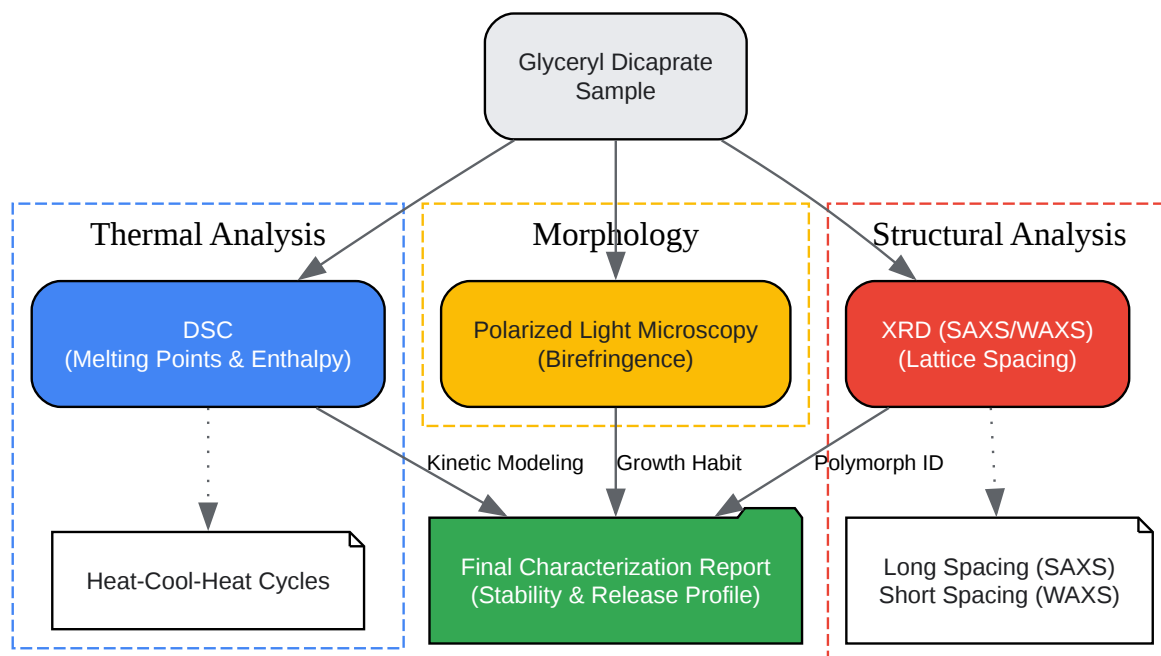 Glyceryl Dicaprate
Sample
Thermal Analysis
Morphology
Structural Analysis
DSC
(Melting Points & Enthalpy)
Polarized Light Microscopy
(Birefringence)
XRD (SAXS/WAXS)
(Lattice Spacing)
Kinetic Modeling
Growth Habit
Polymorph ID
Heat-Cool-Heat Cycles
Final Characterization Report
(Stability & Release Profile)
Long Spacing (SAXS)
Short Spacing (WAXS)